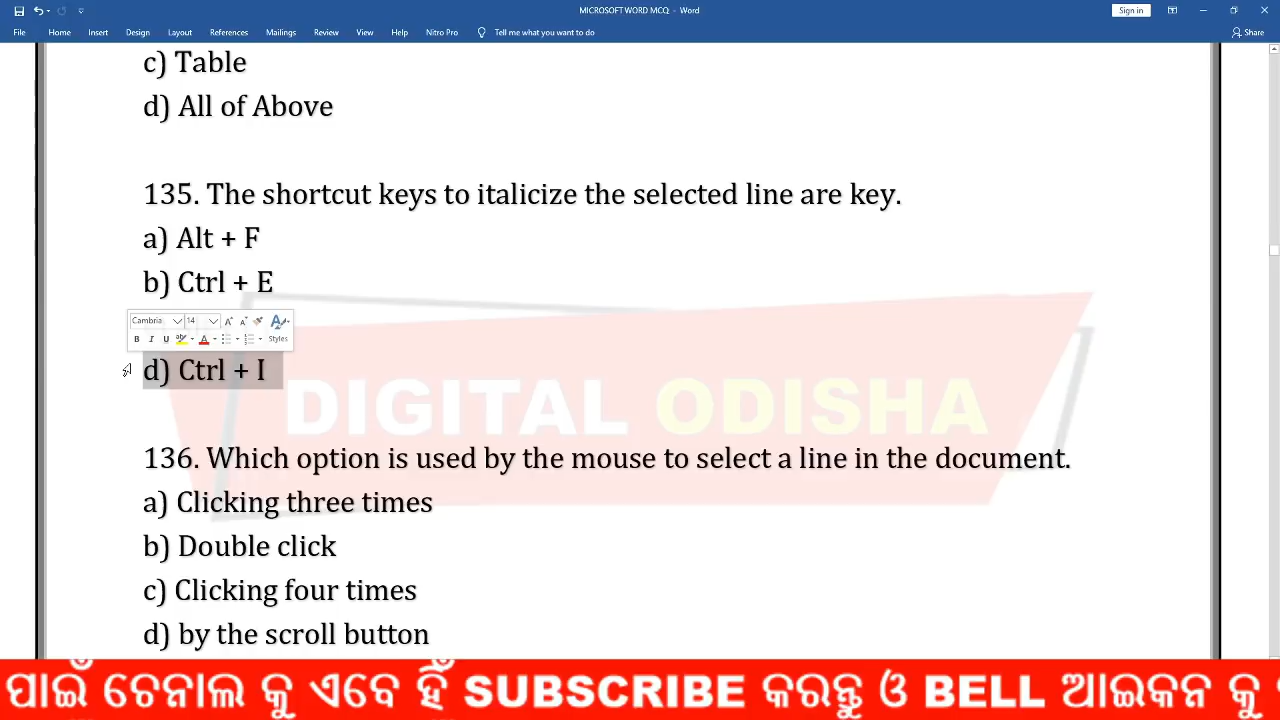 MICROSOFT WORD MCQ - Word
Sign in
File Home Insert Design Layout References Mailings Review View Help Nitro Pro Tell me what you want to do Share
c) Table
d) All of Above
135. The shortcut keys to italicize the selected line are key.
a) Alt + F
b) Ctrl + E
Cambria 14
B I U ab A Styles
d) Ctrl + I
DIGITAL ODISHA
136. Which option is used by the mouse to select a line in the document.
a) Clicking three times
b) Double click
c) Clicking four times
d) by the scroll button
ପାଇଁ ଚେନାଲ କୁ ଏବେ ହିଁ SUBSCRIBE କରନ୍ତୁ ଓ BELL ଆଇକନ କୁ